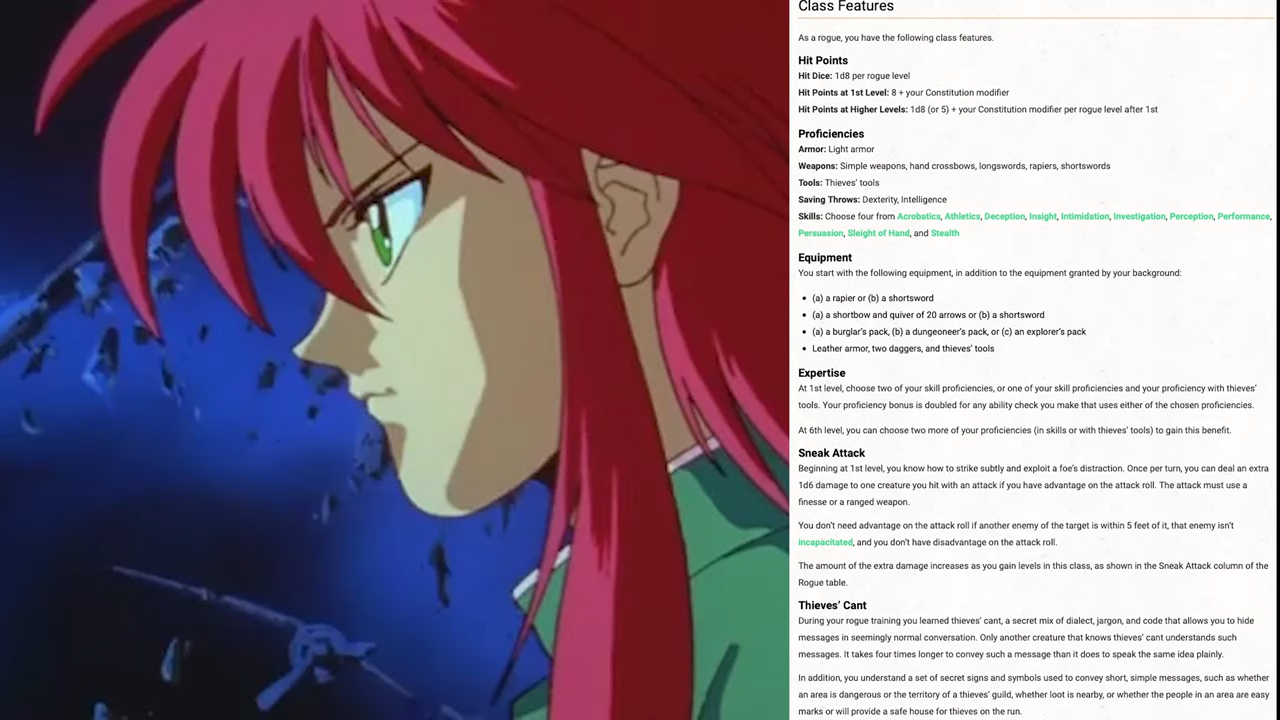 Class Features
As a rogue, you have the following class features.
Hit Points
Hit Dice: 1d8 per rogue level
Hit Points at 1st Level: 8 + your Constitution modifier
Hit Points at Higher Levels: 1d8 (or 5) + your Constitution modifier per rogue level after 1st
Proficiencies
Armor: Light armor
Weapons: Simple weapons, hand crossbows, longswords, rapiers, shortswords
Tools: Thieves’ tools
Saving Throws: Dexterity, Intelligence
Skills: Choose four from Acrobatics, Athletics, Deception, Insight, Intimidation, Investigation, Perception, Performance,
Persuasion, Sleight of Hand, and Stealth
Equipment
You start with the following equipment, in addition to the equipment granted by your background:
• (a) a rapier or (b) a shortsword
• (a) a shortbow and quiver of 20 arrows or (b) a shortsword
• (a) a burglar’s pack, (b) a dungeoneer’s pack, or (c) an explorer’s pack
• Leather armor, two daggers, and thieves’ tools
Expertise
At 1st level, choose two of your skill proficiencies, or one of your skill proficiencies and your proficiency with thieves’
tools. Your proficiency bonus is doubled for any ability check you make that uses either of the chosen proficiencies.
At 6th level, you can choose two more of your proficiencies (in skills or with thieves’ tools) to gain this benefit.
Sneak Attack
Beginning at 1st level, you know how to strike subtly and exploit a foe’s distraction. Once per turn, you can deal an extra
1d6 damage to one creature you hit with an attack if you have advantage on the attack roll. The attack must use a
finesse or a ranged weapon.
You don’t need advantage on the attack roll if another enemy of the target is within 5 feet of it, that enemy isn’t
incapacitated, and you don’t have disadvantage on the attack roll.
The amount of the extra damage increases as you gain levels in this class, as shown in the Sneak Attack column of the
Rogue table.
Thieves’ Cant
During your rogue training you learned thieves’ cant, a secret mix of dialect, jargon, and code that allows you to hide
messages in seemingly normal conversation. Only another creature that knows thieves’ cant understands such
messages. It takes four times longer to convey such a message than it does to speak the same idea plainly.
In addition, you understand a set of secret signs and symbols used to convey short, simple messages, such as whether
an area is dangerous or the territory of a thieves’ guild, whether loot is nearby, or whether the people in an area are easy
marks or will provide a safe house for thieves on the run.